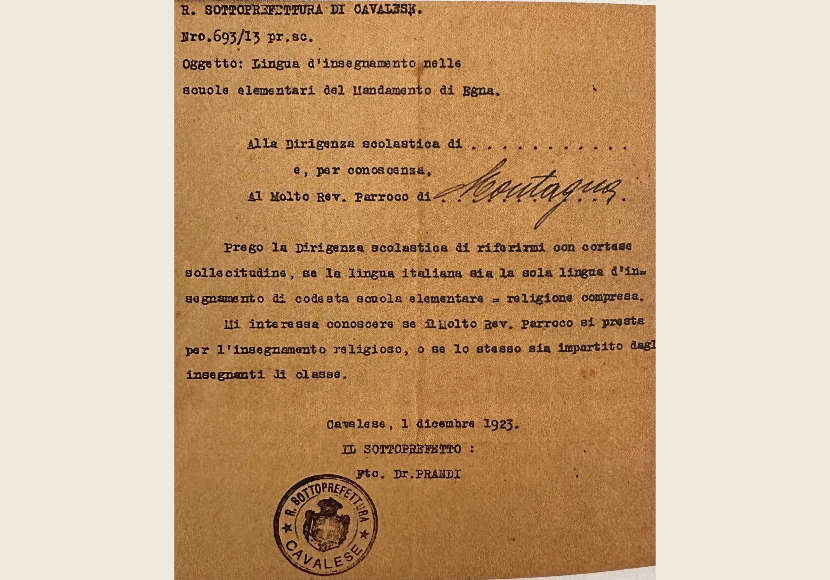 R. SOTTOPREFETTURA DI CAVALESE.
Nro.693/13 pr.sc.
Oggetto: Lingua d'insegnamento nelle
scuole elementari del Mandamento di Egna.
Alla Dirigenza scolastica di . . . . . . . . . . . .
e, per conoscenza.
Al Molto Rev. Parroco di Montagna.
Prego la Dirigenza scolastica di riferirmi con cortese
sollecitudine, se la lingua italiana sia la sola lingua d'in=
segnamento di codesta scuola elementare = religione compresa.
Mi interessa conoscere se il Molto Rev. Parroco si presta
per l'insegnamento religioso, o se lo stesso sia impartito dagl
insegnanti di classe.
Cavalese, 1 dicembre 1923.
IL SOTTOPREFETTO :
Fto. Dr.PRANDI
R. SOTTOPREFETTURA
CAVALESE